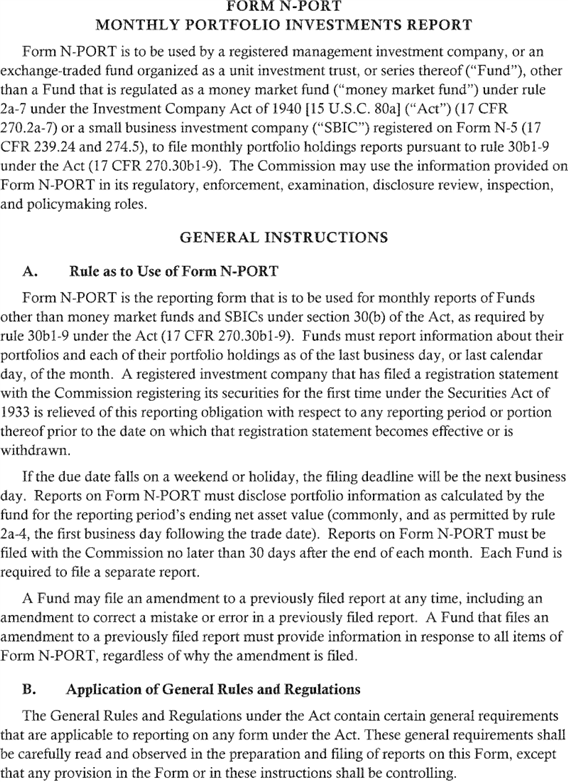 FORM N-PORT
MONTHLY PORTFOLIO INVESTMENTS REPORT
Form N-PORT is to be used by a registered management investment company, or an
exchange-traded fund organized as a unit investment trust, or series thereof (“Fund”), other
than a Fund that is regulated as a money market fund (“money market fund”) under rule
2a-7 under the Investment Company Act of 1940 [15 U.S.C. 80a] (“Act”) (17 CFR
270.2a-7) or a small business investment company (“SBIC”) registered on Form N-5 (17
CFR 239.24 and 274.5), to file monthly portfolio holdings reports pursuant to rule 30b1-9
under the Act (17 CFR 270.30b1-9). The Commission may use the information provided on
Form N-PORT in its regulatory, enforcement, examination, disclosure review, inspection,
and policymaking roles.
GENERAL INSTRUCTIONS
A. Rule as to Use of Form N-PORT
Form N-PORT is the reporting form that is to be used for monthly reports of Funds
other than money market funds and SBICs under section 30(b) of the Act, as required by
rule 30b1-9 under the Act (17 CFR 270.30b1-9). Funds must report information about their
portfolios and each of their portfolio holdings as of the last business day, or last calendar
day, of the month. A registered investment company that has filed a registration statement
with the Commission registering its securities for the first time under the Securities Act of
1933 is relieved of this reporting obligation with respect to any reporting period or portion
thereof prior to the date on which that registration statement becomes effective or is
withdrawn.
If the due date falls on a weekend or holiday, the filing deadline will be the next business
day. Reports on Form N-PORT must disclose portfolio information as calculated by the
fund for the reporting period’s ending net asset value (commonly, and as permitted by rule
2a-4, the first business day following the trade date). Reports on Form N-PORT must be
filed with the Commission no later than 30 days after the end of each month. Each Fund is
required to file a separate report.
A Fund may file an amendment to a previously filed report at any time, including an
amendment to correct a mistake or error in a previously filed report. A Fund that files an
amendment to a previously filed report must provide information in response to all items of
Form N-PORT, regardless of why the amendment is filed.
B. Application of General Rules and Regulations
The General Rules and Regulations under the Act contain certain general requirements
that are applicable to reporting on any form under the Act. These general requirements shall
be carefully read and observed in the preparation and filing of reports on this Form, except
that any provision in the Form or in these instructions shall be controlling.